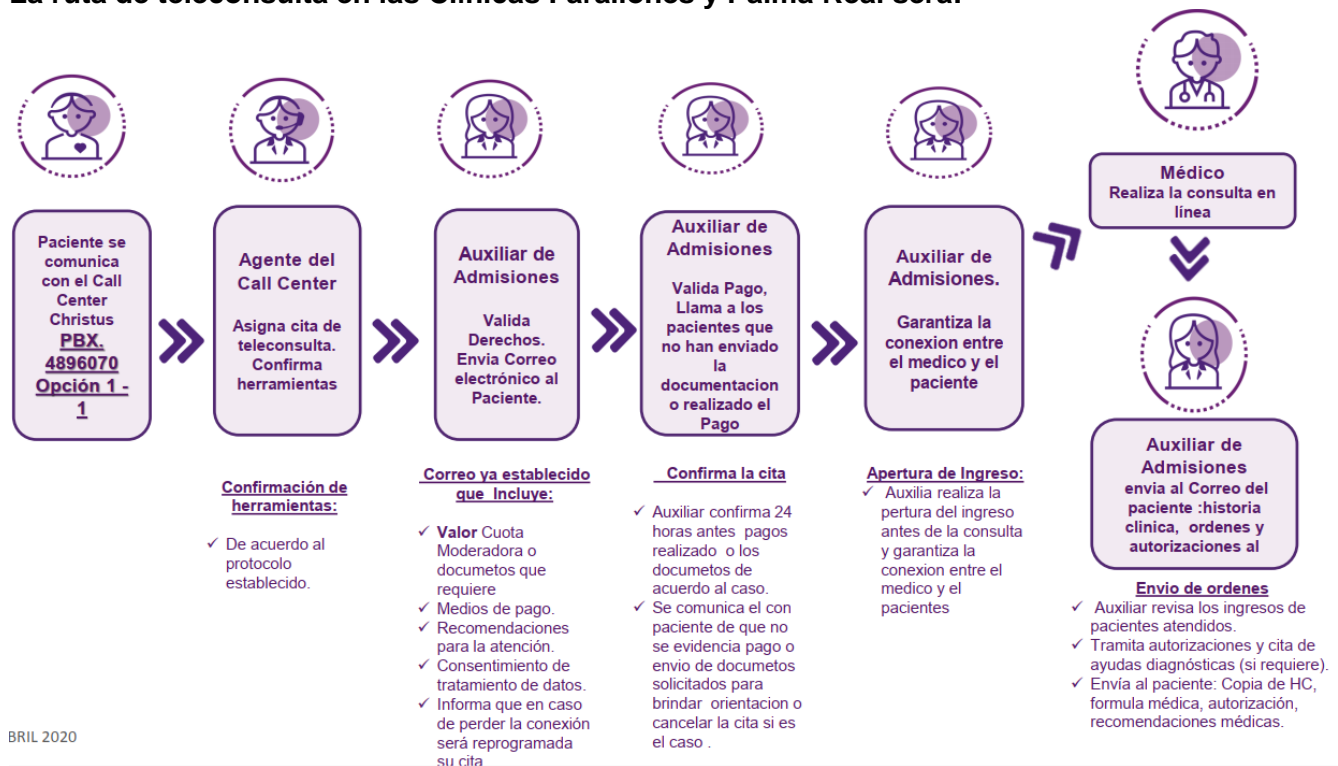 La ruta de teleconsulta en las Clínicas Farallones y Palma Real será:
Paciente se
comunica
con el Call
Center
Christus
PBX.
4896070
Opción 1 -
1
Agente del
Call Center
Asigna cita de
teleconsulta.
Confirma
herramientas
Confirmación de
herramientas:
✓ De acuerdo al
protocolo
establecido.
Auxiliar de
Admisiones
Valida
Derechos.
Envia Correo
electrónico al
Paciente.
Correo ya establecido
que Incluye:
✓ Valor Cuota
Moderadora o
documetos que
requiere
✓ Medios de pago.
✓ Recomendaciones
para la atención.
✓ Consentimiento de
tratamiento de datos.
✓ Informa que en caso
de perder la conexión
será reprogramada
su cita
Auxiliar de
Admisiones
Valida Pago,
Llama a los
pacientes que
no han enviado
la
documentacion
o realizado el
Pago
Confirma la cita
✓ Auxiliar confirma 24
horas antes pagos
realizado o los
documetos de
acuerdo al caso.
✓ Se comunica el con
paciente de que no
se evidencia pago o
envio de documetos
solicitados para
brindar orientacion o
cancelar la cita si es
el caso .
Auxiliar de
Admisiones.
Garantiza la
conexion entre
el medico y el
paciente
Apertura de Ingreso:
✓ Auxilia realiza la
pertura del ingreso
antes de la consulta
y garantiza la
conexion entre el
medico y el
pacientes
Médico
Realiza la consulta en
línea
Auxiliar de
Admisiones
envia al Correo del
paciente :historia
clinica, ordenes y
autorizaciones al
Envio de ordenes
✓ Auxiliar revisa los ingresos de
pacientes atendidos.
✓ Tramita autorizaciones y cita de
ayudas diagnósticas (si requiere).
✓ Envía al paciente: Copia de HC,
formula médica, autorización,
recomendaciones médicas.
BRIL 2020